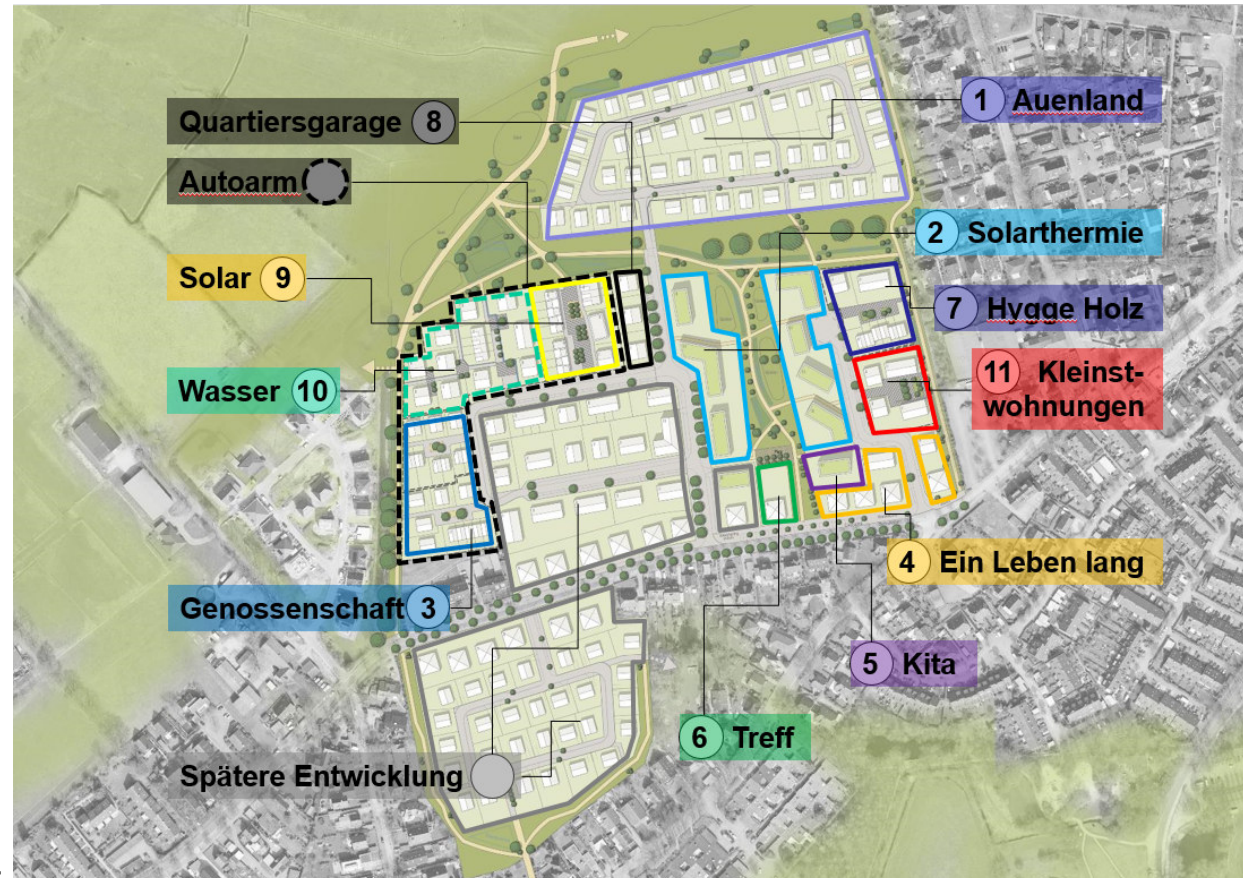 Quartiersgarage 8
Autoarm
Solar 9
Wasser 10
Genossenschaft 3
Spätere Entwicklung
1 Auenland
2 Solarthermie
7 Hygge Holz
11 Kleinst-
wohnungen
4 Ein Leben lang
5 Kita
6 Treff